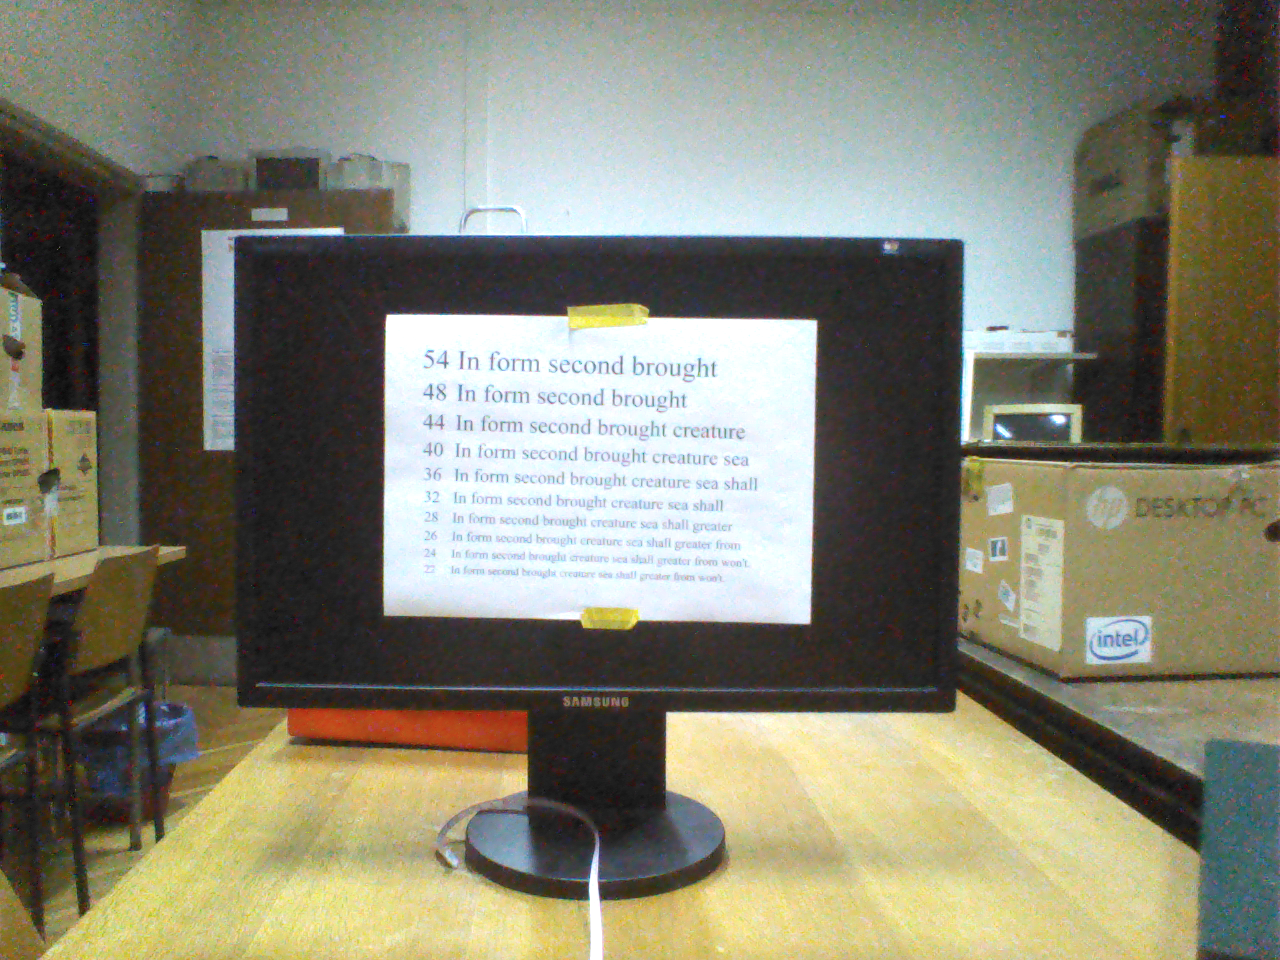 54 In form second brought
48 In form second brought
44 In form second brought creature
40 In form second brought creature sea
36 In form second brought creature sea shall
32 In form second brought creature sea shall
28 In form second brought creature sea shall greater
26 In form second brought creature sea shall greater from
24 In form second brought creature sea shall greater from won't.
22 In form second brought creature sea shall greater from won't.
SAMSUNG
hp DESKTOP PC
intel